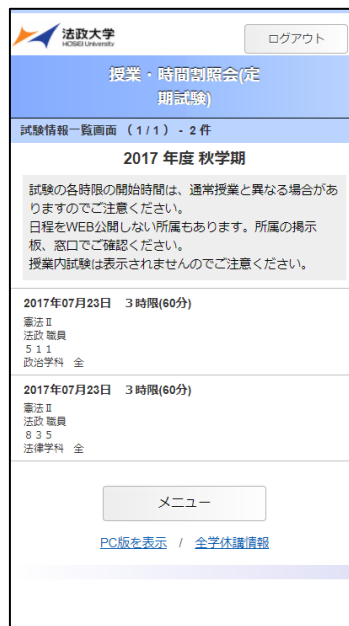 法政大学
HOSEI University
ログアウト
授業・時間割照会(定
期試験)
試験情報一覧画面 （1/1） - 2 件
2017 年度 秋学期
試験の各時限の開始時間は、通常授業と異なる場合があ
りますのでご注意ください。
日程をWEB公開しない所属もあります。所属の掲示
板、窓口でご確認ください。
授業内試験は表示されませんのでご注意ください。
2017年07月23日　３時限(60分)
憲法Ⅱ
法政 職員
５１１
政治学科　全
2017年07月23日　３時限(60分)
憲法Ⅱ
法政 職員
８３５
法律学科　全
メニュー
PC版を表示 / 全学休講情報